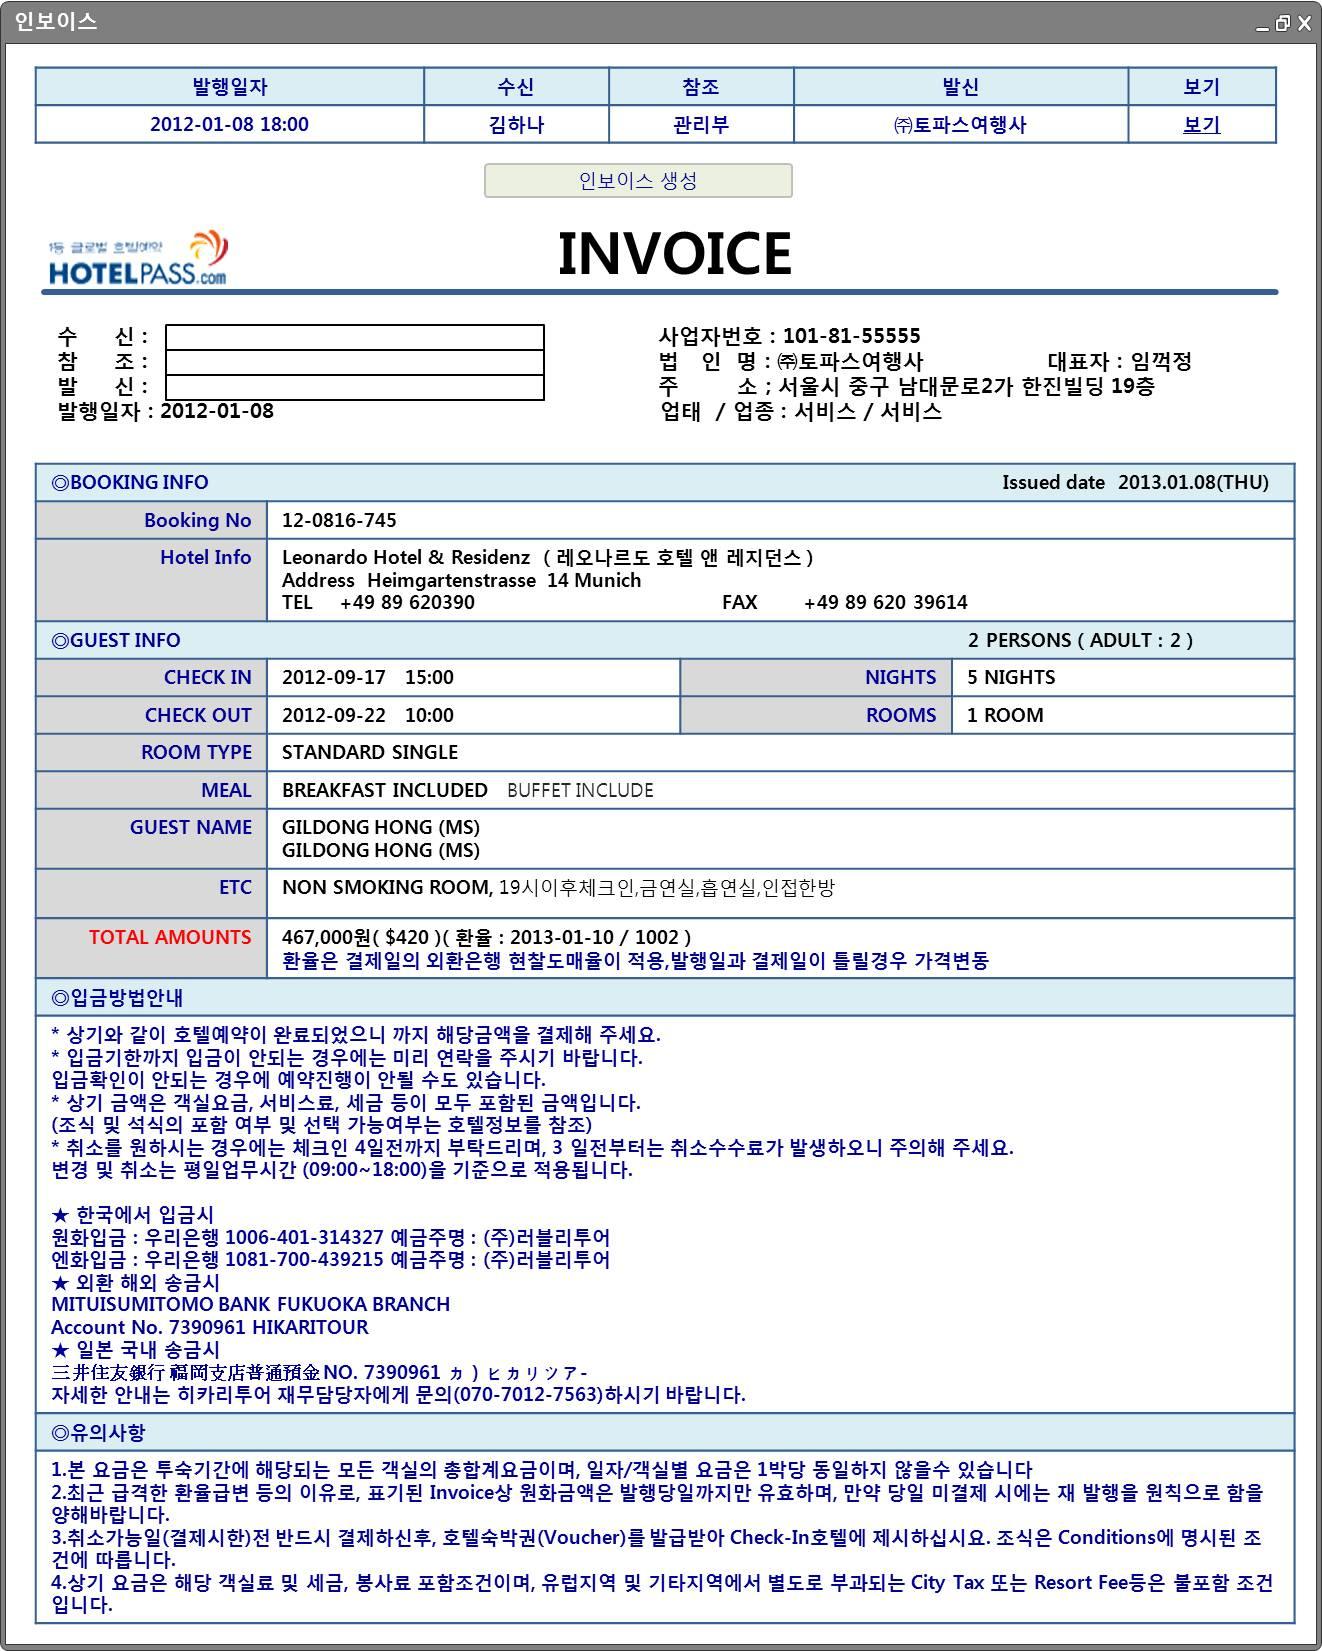 인보이스
발행일자 수신 참조 발신 보기
2012-01-08 18:00 김하나 관리부 ㈜토파스여행사 보기
인보이스 생성
1등 글로벌 호텔예약
HOTELPASS.com
INVOICE
수 신 :
참 조 :
발 신 :
발행일자 : 2012-01-08
사업자번호 : 101-81-55555
법 인 명 : ㈜토파스여행사 대표자 : 임꺽정
주 소 ; 서울시 중구 남대문로2가 한진빌딩 19층
업태 / 업종 : 서비스 / 서비스
◎BOOKING INFO Issued date 2013.01.08(THU)
Booking No 12-0816-745
Hotel Info Leonardo Hotel & Residenz ( 레오나르도 호텔 앤 레지던스 )
Address Heimgartenstrasse 14 Munich
TEL +49 89 620390 FAX +49 89 620 39614
◎GUEST INFO 2 PERSONS ( ADULT : 2 )
CHECK IN 2012-09-17 15:00 NIGHTS 5 NIGHTS
CHECK OUT 2012-09-22 10:00 ROOMS 1 ROOM
ROOM TYPE STANDARD SINGLE
MEAL BREAKFAST INCLUDED BUFFET INCLUDE
GUEST NAME GILDONG HONG (MS)
GILDONG HONG (MS)
ETC NON SMOKING ROOM, 19시이후체크인,금연실,흡연실,인접한방
TOTAL AMOUNTS 467,000원( $420 )( 환율 : 2013-01-10 / 1002 )
환율은 결제일의 외환은행 현찰도매율이 적용,발행일과 결제일이 틀릴경우 가격변동
◎입금방법안내
* 상기와 같이 호텔예약이 완료되었으니 까지 해당금액을 결제해 주세요.
* 입금기한까지 입금이 안되는 경우에는 미리 연락을 주시기 바랍니다.
입금확인이 안되는 경우에 예약진행이 안될 수도 있습니다.
* 상기 금액은 객실요금, 서비스료, 세금 등이 모두 포함된 금액입니다.
(조식 및 석식의 포함 여부 및 선택 가능여부는 호텔정보를 참조)
* 취소를 원하시는 경우에는 체크인 4일전까지 부탁드리며, 3 일전부터는 취소수수료가 발생하오니 주의해 주세요.
변경 및 취소는 평일업무시간 (09:00~18:00)을 기준으로 적용됩니다.
★ 한국에서 입금시
원화입금 : 우리은행 1006-401-314327 예금주명 : (주)러블리투어
엔화입금 : 우리은행 1081-700-439215 예금주명 : (주)러블리투어
★ 외환 해외 송금시
MITUISUMITOMO BANK FUKUOKA BRANCH
Account No. 7390961 HIKARITOUR
★ 일본 국내 송금시
三井住友銀行 福岡支店普通預金 NO. 7390961 カ ) ヒカリツアｰ
자세한 안내는 히카리투어 재무담당자에게 문의(070-7012-7563)하시기 바랍니다.
◎유의사항
1.본 요금은 투숙기간에 해당되는 모든 객실의 총합계요금이며, 일자/객실별 요금은 1박당 동일하지 않을수 있습니다
2.최근 급격한 환율급변 등의 이유로, 표기된 Invoice상 원화금액은 발행당일까지만 유효하며, 만약 당일 미결제 시에는 재 발행을 원칙으로 함을
양해바랍니다.
3.취소가능일(결제시한)전 반드시 결제하신후, 호텔숙박권(Voucher)를 발급받아 Check-In호텔에 제시하십시요. 조식은 Conditions에 명시된 조
건에 따릅니다.
4.상기 요금은 해당 객실료 및 세금, 봉사료 포함조건이며, 유럽지역 및 기타지역에서 별도로 부과되는 City Tax 또는 Resort Fee등은 불포함 조건
입니다.